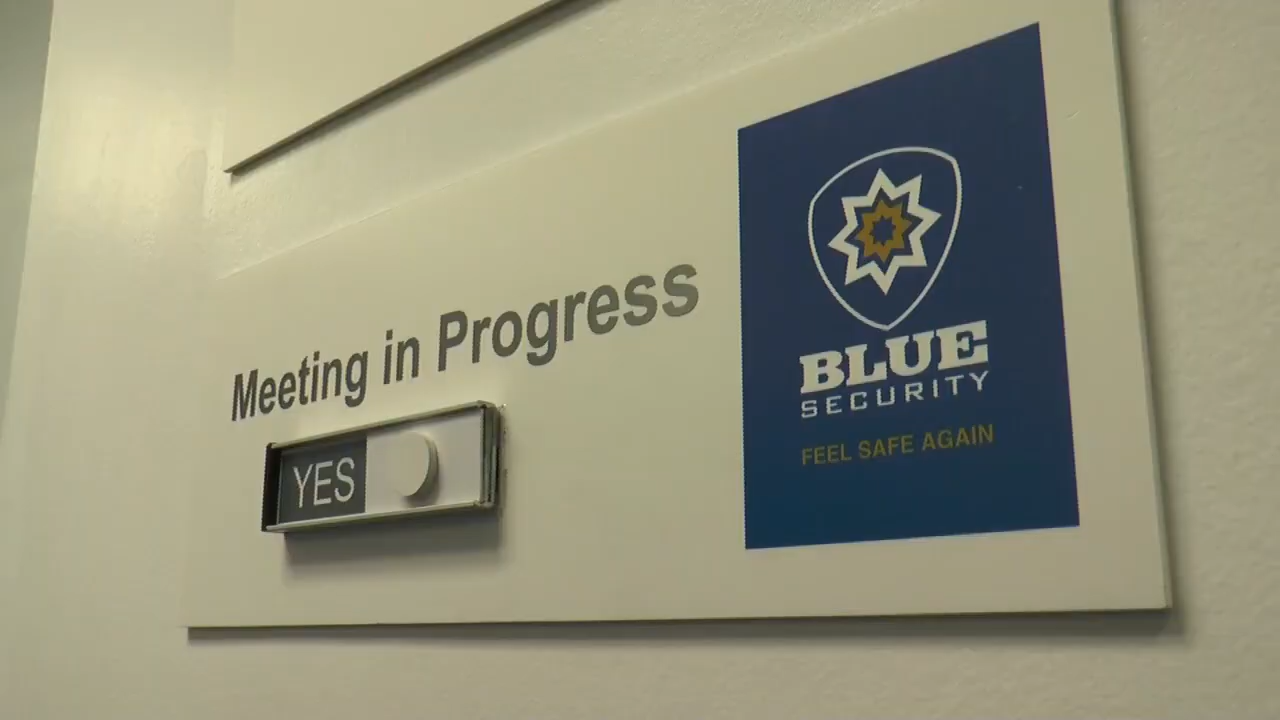 Meeting in Progress
YES
BLUE
SECURITY
FEEL SAFE AGAIN